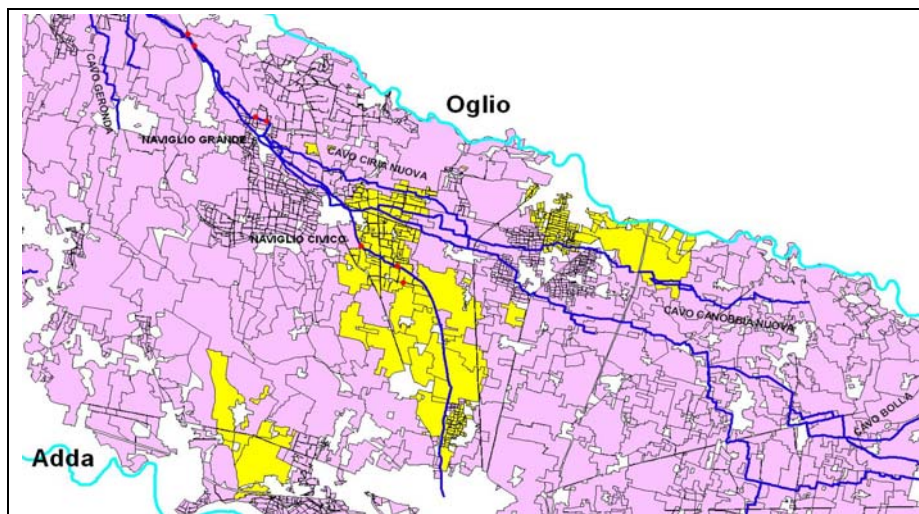 CAVO GERONDA
Oglio
NAVIGLIO GRANDE
CAVO CIRIA NUOVA
NAVIGLIO CIVICO
CAVO CANOBBIA NUOVA
CAVO BOLLA
Adda